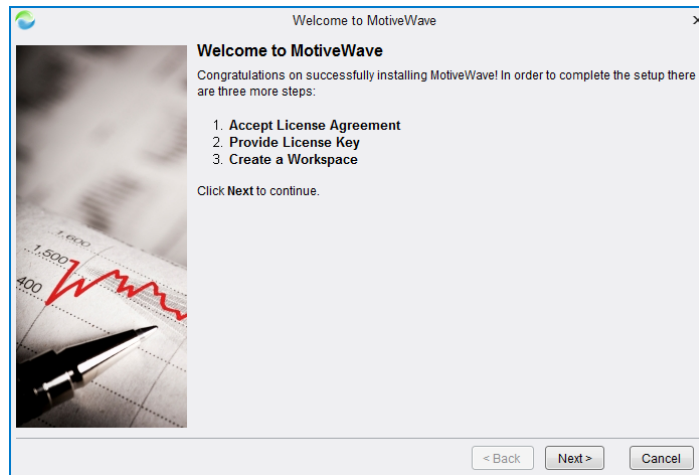 Welcome to MotiveWave
Welcome to MotiveWave
Congratulations on successfully installing MotiveWave! In order to complete the setup there
are three more steps:
1. Accept License Agreement
2. Provide License Key
3. Create a Workspace
Click Next to continue.
1,600
1,500
400
< Back Next > Cancel